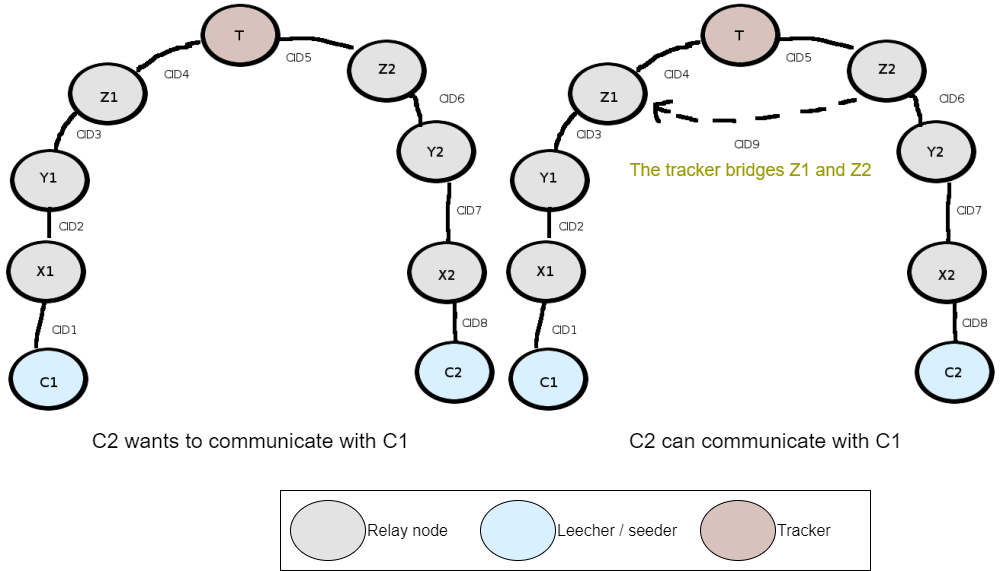 T
CID4
CID5
Z1
Z2
CID3
CID6
Y1
Y2
CID2
CID7
X1
X2
CID1
CID8
C1
C2
C2 wants to communicate with C1
T
CID4
CID5
Z1
Z2
CID9
The tracker bridges Z1 and Z2
CID3
CID6
Y1
Y2
CID2
CID7
X1
X2
CID1
CID8
C1
C2
C2 can communicate with C1
Relay node
Leecher / seeder
Tracker